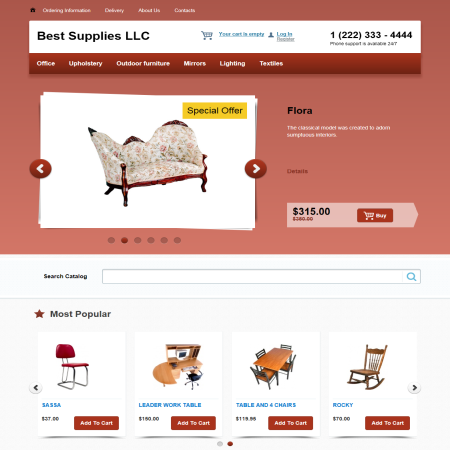 Ordering Information Delivery About Us Contacts
Best Supplies LLC
Your cart is empty
Log In
Register
1 (222) 333 - 4444
Phone support is available 24/7
Office Upholstery Outdoor furniture Mirrors Lighting Textiles
Special Offer
Flora
The classical model was created to adorn
sumptuous interiors.
Details
$315.00
$350.00
Buy
Search Catalog
Most Popular
SASSA
$37.00
Add To Cart
LEADER WORK TABLE
$150.00
Add To Cart
TABLE AND 4 CHAIRS
$119.95
Add To Cart
ROCKY
$70.00
Add To Cart